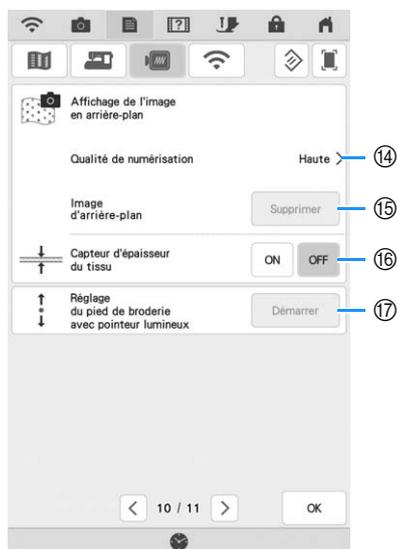 Affichage de l'image
en arrière-plan
Qualité de numérisation
Haute >
⑭
Image
d'arrière-plan
Supprimer
⑮
Capteur d'épaisseur
du tissu
ON
OFF
⑯
Réglage
du pied de broderie
avec pointeur lumineux
Démarrer
⑰
< 10 / 11 >
OK